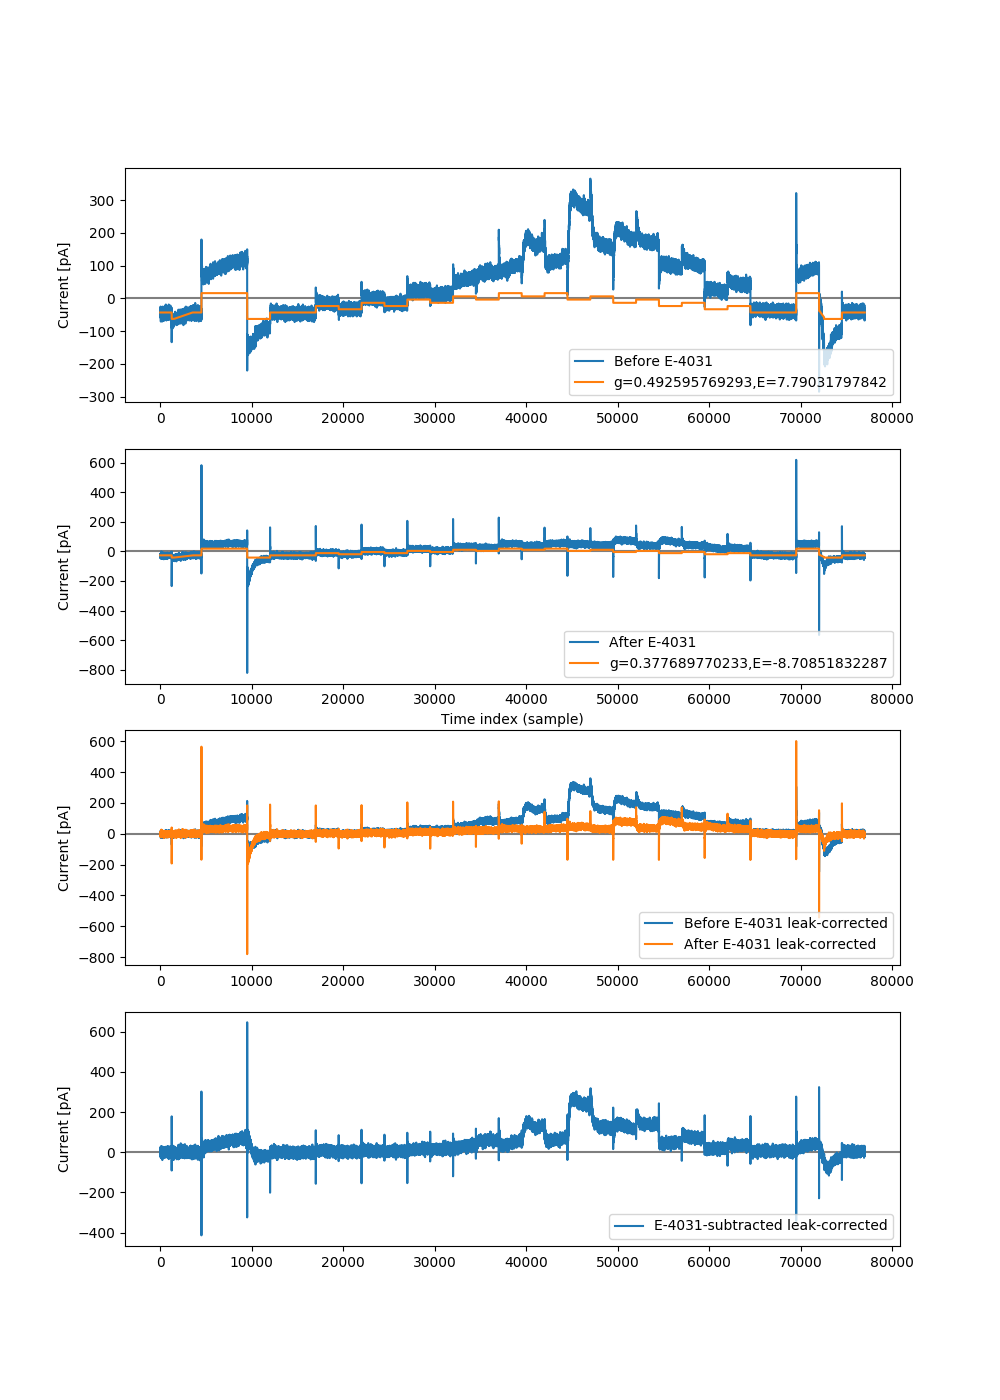 300
200
100
0
−100
−200
−300
Current [pA]
Before E-4031
g=0.492595769293,E=7.79031797842
0 10000 20000 30000 40000 50000 60000 70000 80000
600
400
200
0
−200
−400
−600
−800
Current [pA]
After E-4031
g=0.377689770233,E=-8.70851832287
0 10000 20000 30000 40000 50000 60000 70000 80000
Time index (sample)
600
400
200
0
−200
−400
−600
−800
Current [pA]
Before E-4031 leak-corrected
After E-4031 leak-corrected
0 10000 20000 30000 40000 50000 60000 70000 80000
600
400
200
0
−200
−400
Current [pA]
E-4031-subtracted leak-corrected
0 10000 20000 30000 40000 50000 60000 70000 80000